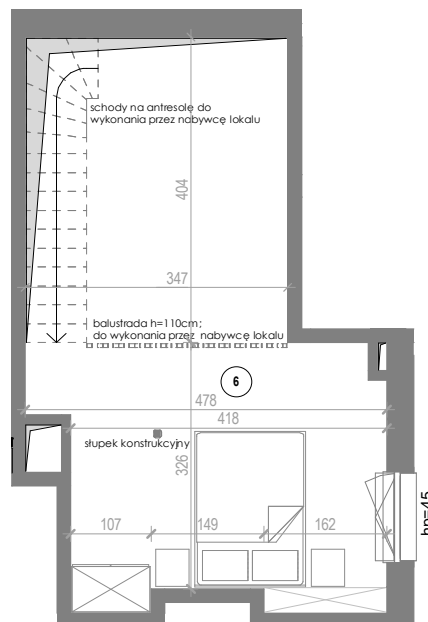 schody na antresolę do
wykonania przez nabywcę lokalu
404
347
balustrada h=110cm;
do wykonania przez nabywcę lokalu
6
478
418
słupek konstrukcyjny
326
107
149
162
hp=45